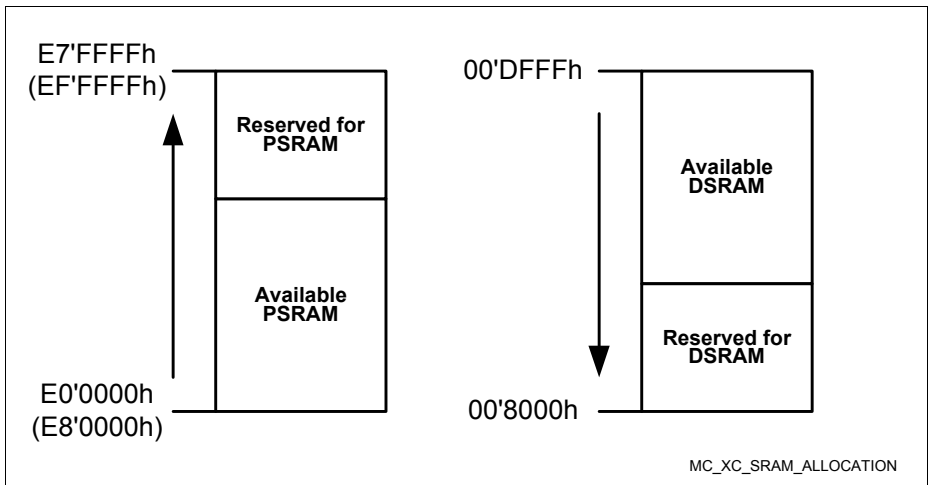 E7'FFFFh
(EF'FFFFh)
Reserved for
PSRAM
Available
PSRAM
E0'0000h
(E8'0000h)
00'DFFFh
Available
DSRAM
Reserved for
DSRAM
00'8000h
MC_XC_SRAM_ALLOCATION